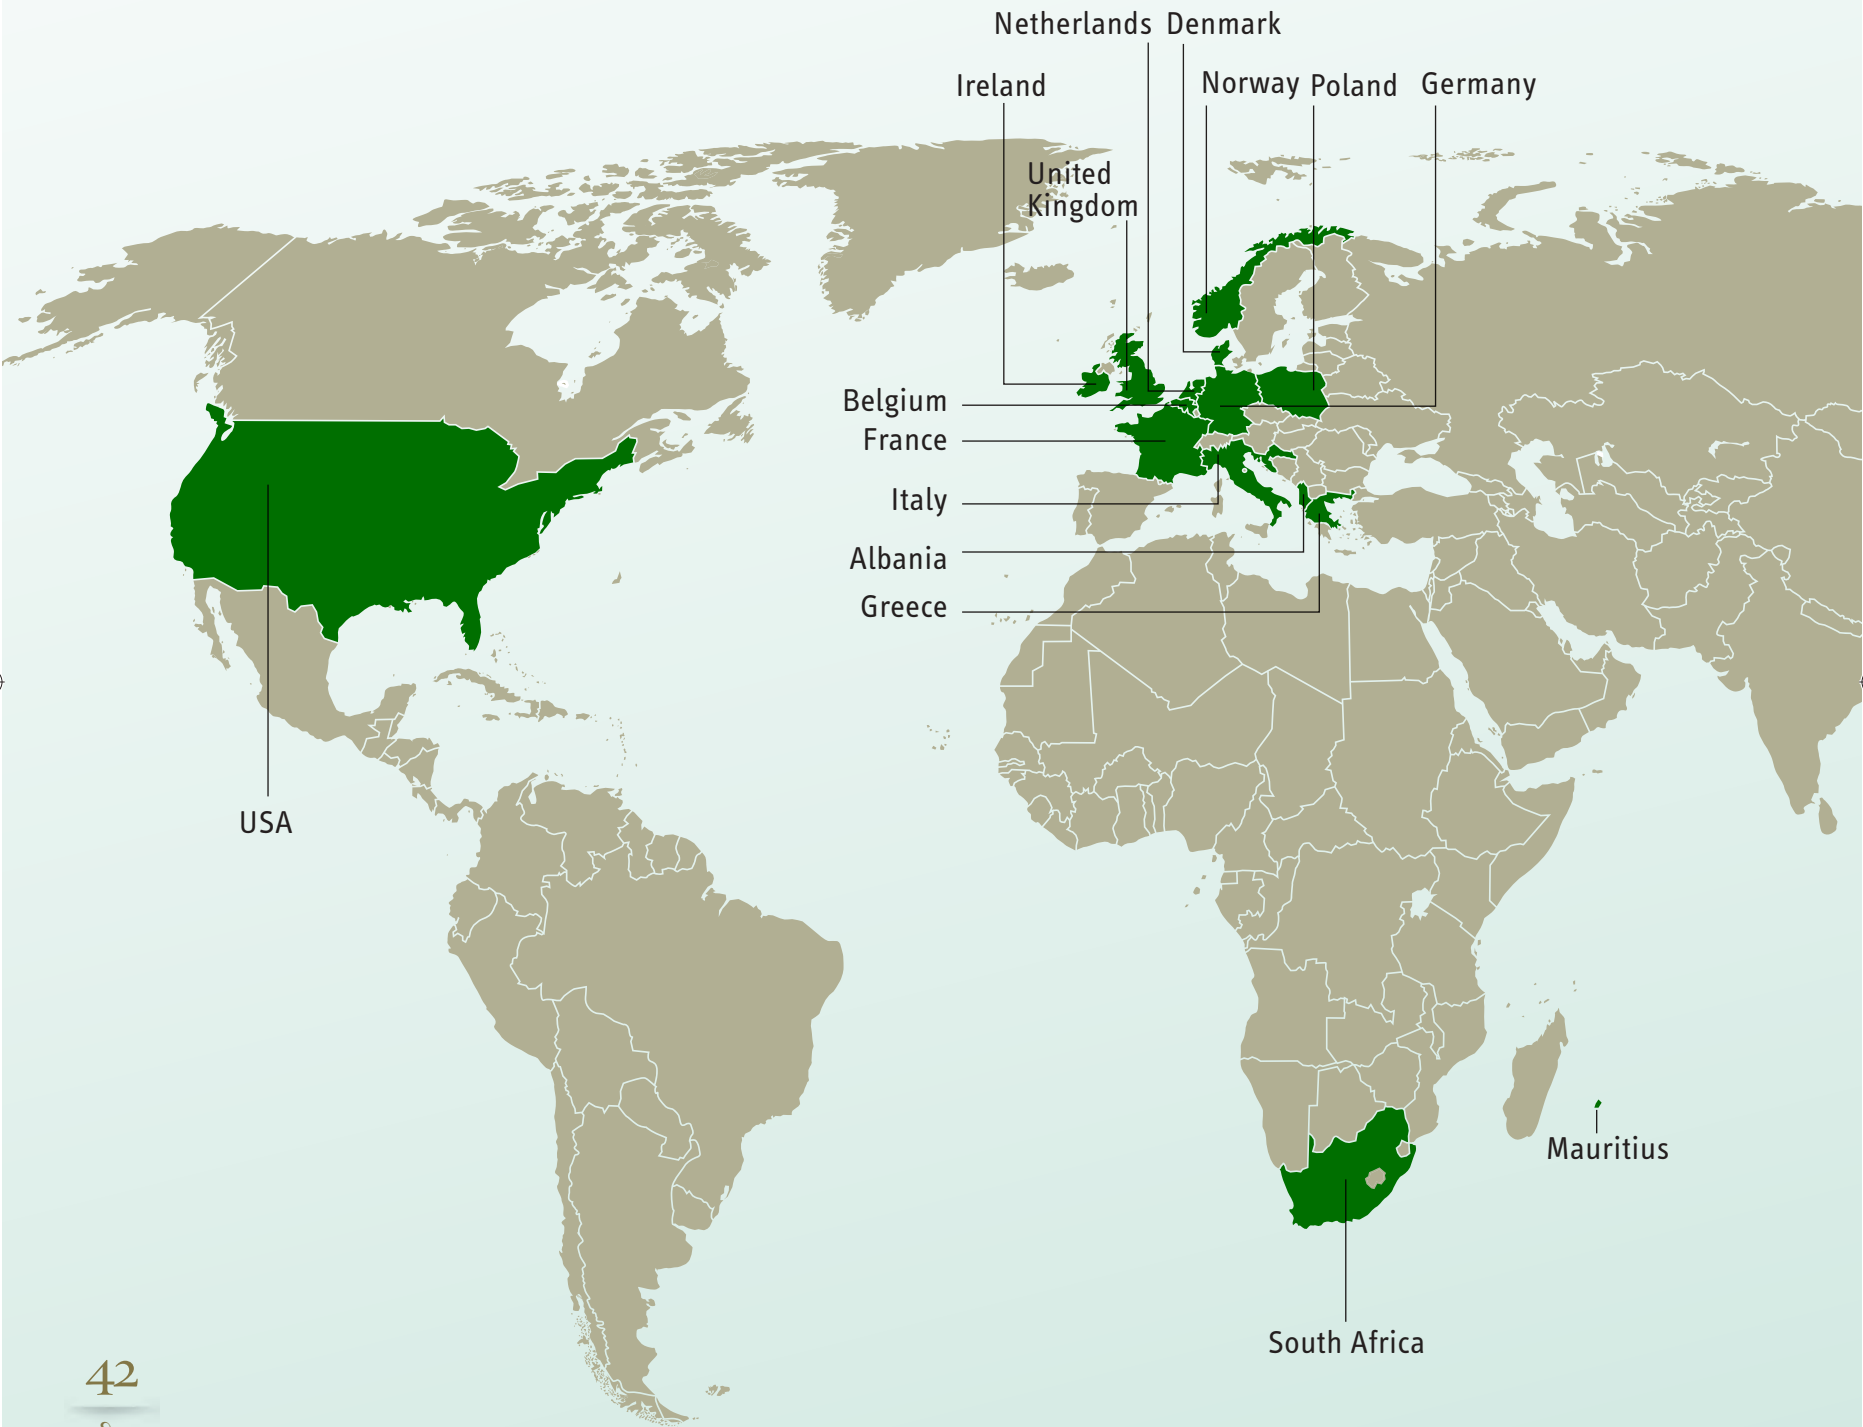 Netherlands Denmark
Ireland
Norway Poland Germany
United
Kingdom
Belgium
France
Italy
Albania
Greece
USA
Mauritius
South Africa
42